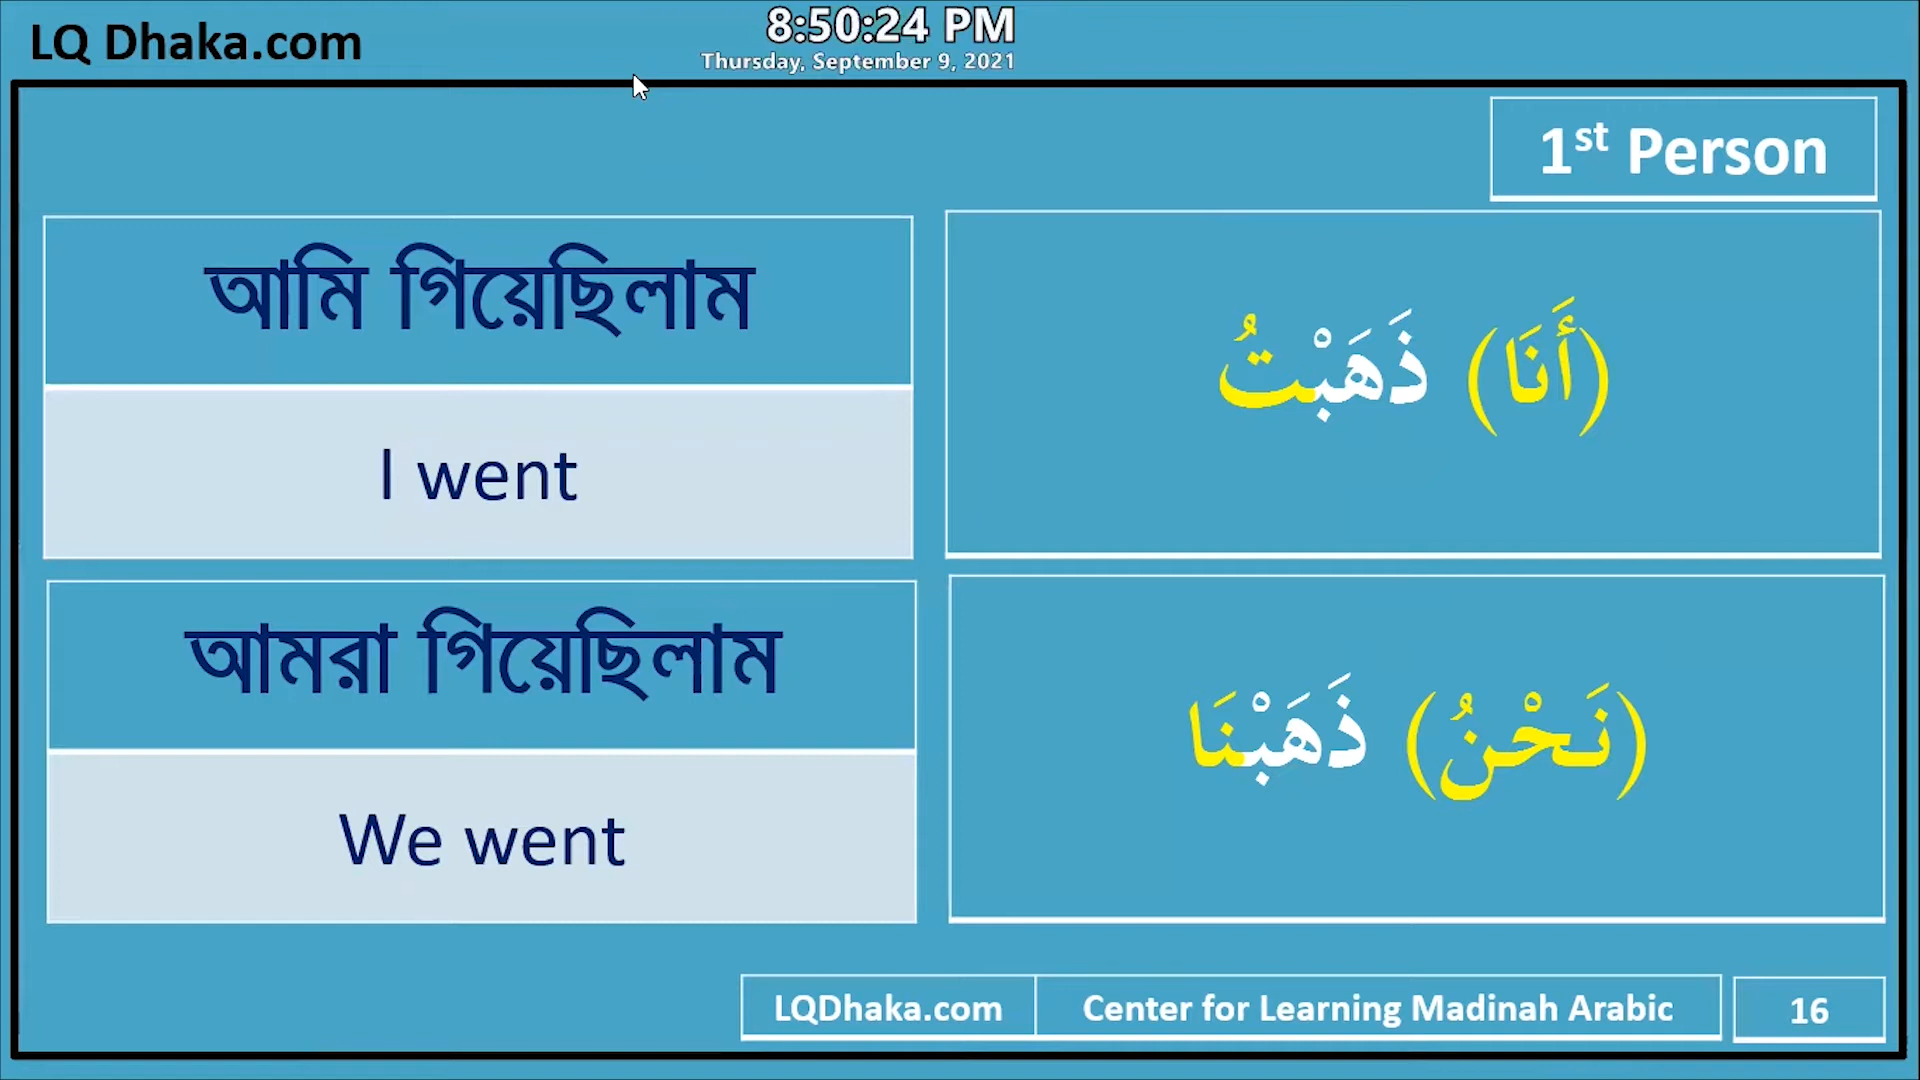 LQ Dhaka.com
8:50:24 PM
Thursday, September 9, 2021
1st Person
আমি গিয়েছিলাম
(أَنَا) ذَهَبْتُ
I went
আমরা গিয়েছিলাম
(نَحْنُ) ذَهَبْنَا
We went
LQDhaka.com
Center for Learning Madinah Arabic
16